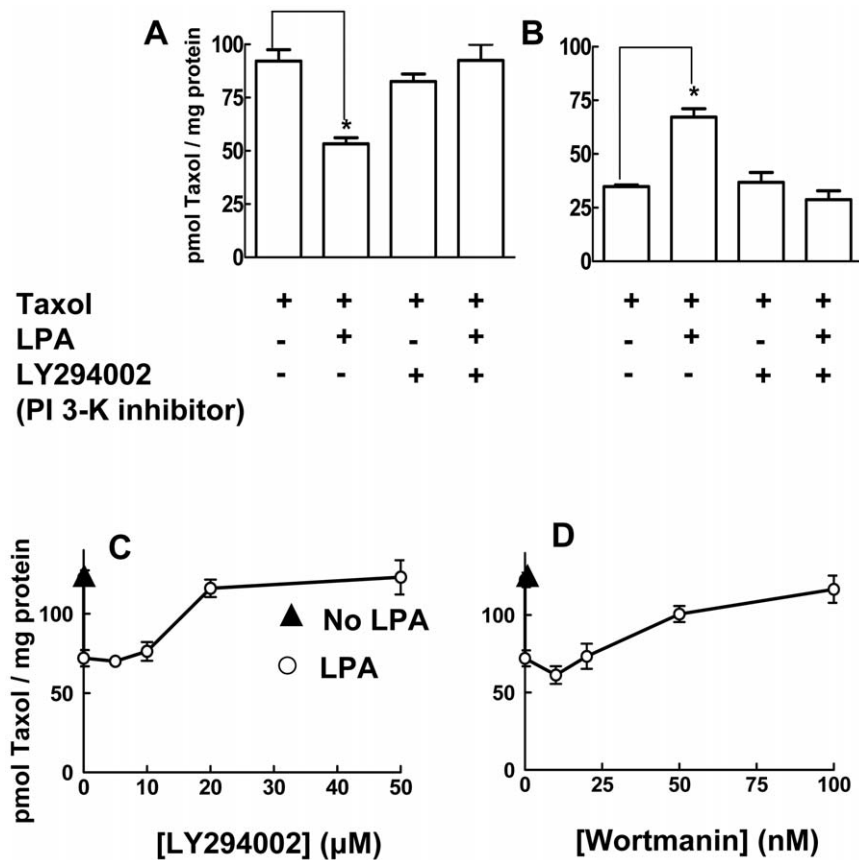 A
B
pmol Taxol / mg protein
100
75
50
25
0
*
100
75
50
25
0
*
Taxol + + + + + + + +
LPA - + - + - + - +
LY294002 - - + + - - + +
(PI 3-K inhibitor)
C
D
pmol Taxol / mg protein
100
50
0
▲ No LPA
○ LPA
0 10 20 30 40 50
[LY294002] (µM)
100
50
0
0 25 50 75 100
[Wortmanin] (nM)